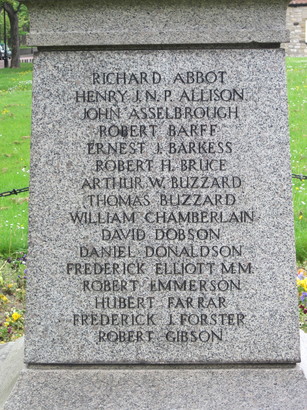 RICHARD ABBOT
HENRY J.N.P. ALLISON
JOHN ASSELBROUGH
ROBERT BARFF
ERNEST J. BARKESS
ROBERT H. BRUCE
ARTHUR W. BUZZARD
THOMAS BUZZARD
WILLIAM CHAMBERLAIN
DAVID DOBSON
DANIEL DONALDSON
FREDERICK ELLIOTT M.M.
ROBERT EMMERSON
HUBERT FARRAR
FREDERICK J. FORSTER
ROBERT GIBSON